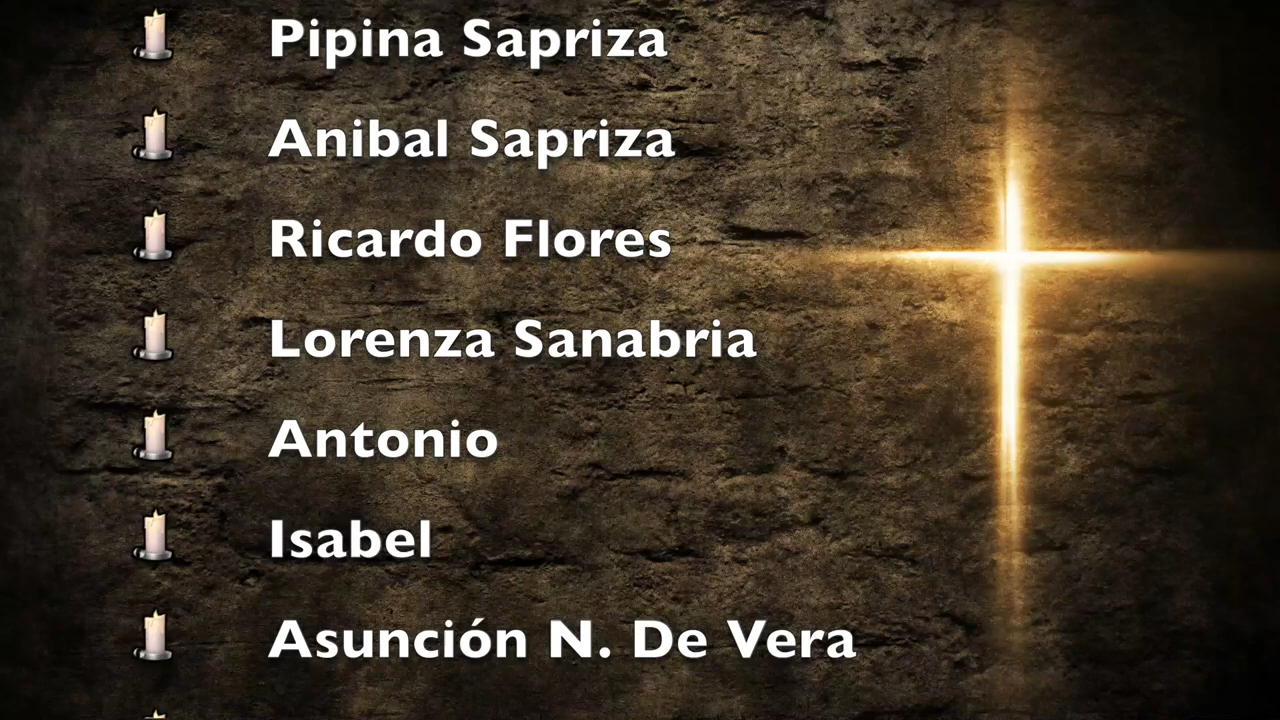 Pipina Sapriza
Anibal Sapriza
Ricardo Flores
Lorenza Sanabria
Antonio
Isabel
Asunción N. De Vera